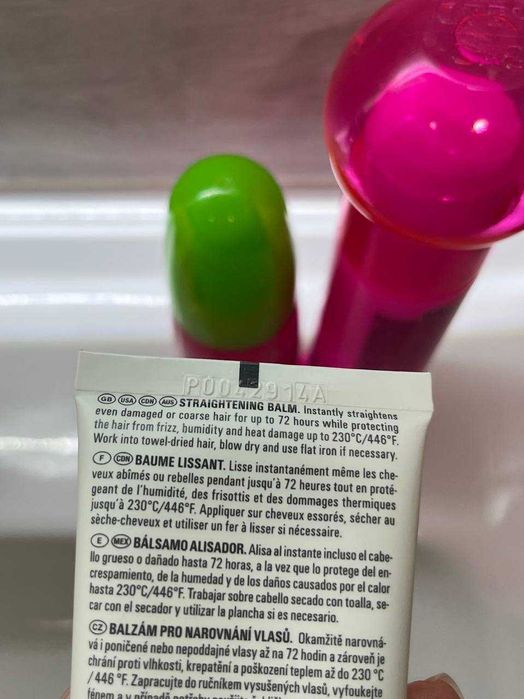 P0042914A
GB USA CDN AUS STRAIGHTENING BALM. Instantly straightens
even damaged or coarse hair for up to 72 hours while protecting
the hair from frizz, humidity and heat damage up to 230°C/446°F.
Work into towel-dried hair, blow dry and use flat iron if necessary.
F CDN BAUME LISSANT. Lisse instantanément même les che-
veux abîmés ou rebelles pendant jusqu'à 72 heures tout en proté-
geant de l'humidité, des frisottis et des dommages thermiques
jusqu'à 230°C/446°F. Appliquer sur cheveux essorés, sécher au
sèche-cheveux et utiliser un fer à lisser si nécessaire.
E MEX BÁLSAMO ALISADOR. Alisa al instante incluso el cabe-
llo grueso o dañado hasta 72 horas, a la vez que lo protege del en-
crespamiento, de la humedad y de los daños causados por el calor
hasta 230°C/446°F. Trabajar sobre cabello secado con toalla, se-
car con el secador y utilizar la plancha si es necesario.
CZ BALZÁM PRO NAROVNÁNÍ VLASŮ. Okamžitě narovná-
vá i poničené nebo nepoddajné vlasy až na 72 hodin a zároveň je
chrání proti vlhkosti, krepatění a poškození teplem až do 230 °C
/ 446 °F. Zapracujte do ručníkem vysušených vlasů, vyfoukejte
fénem a v případě potřeby